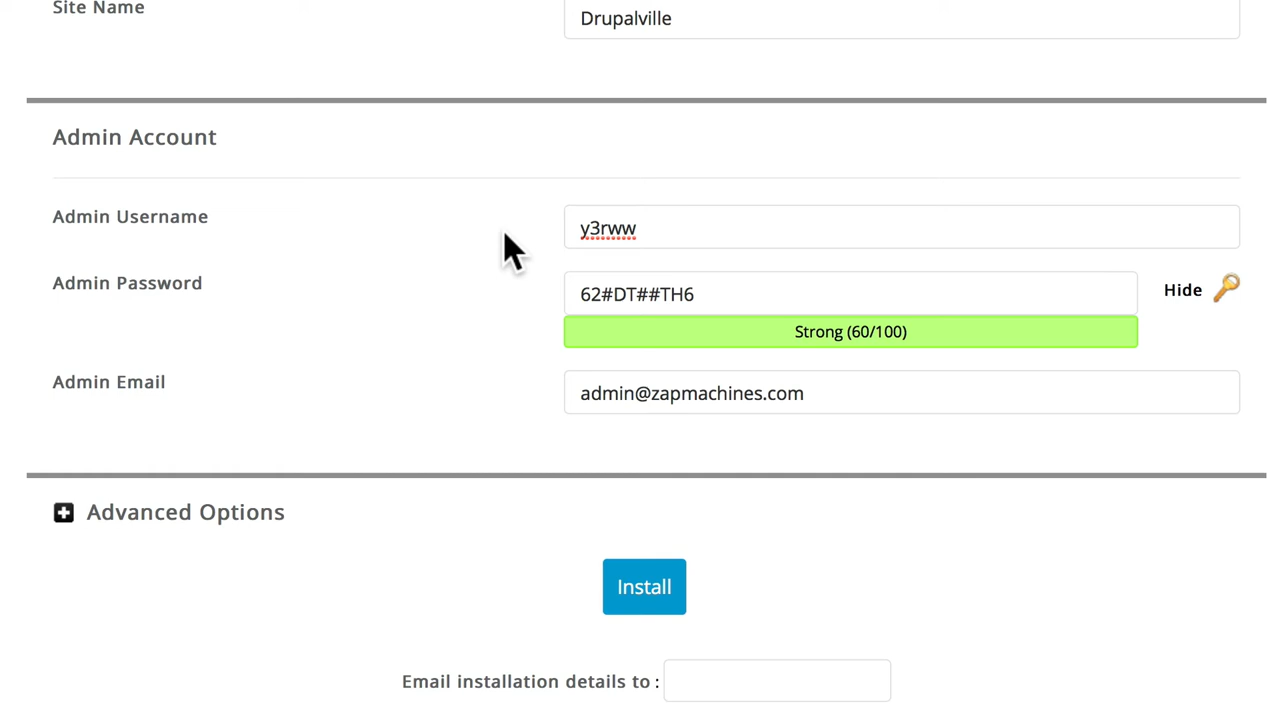 Site Name
Drupalville
Admin Account
Admin Username
y3rww
Admin Password
62#DT##TH6
Hide
Strong (60/100)
Admin Email
admin@zapmachines.com
Advanced Options
Install
Email installation details to :